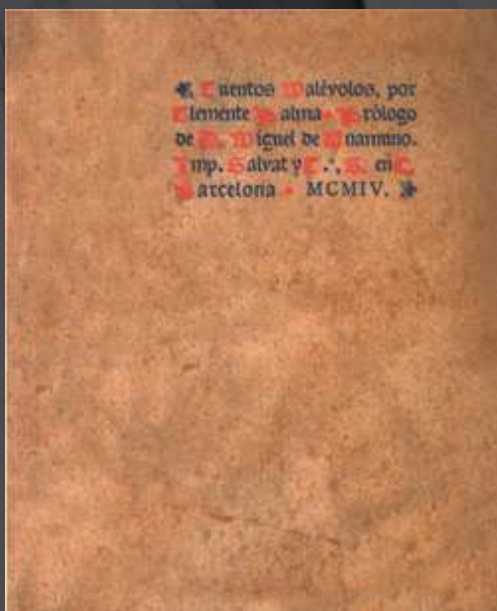 Cuentos Malévolos, por
Clemente Palma Prólogo
de D. Miguel de Unamuno.
Imp. Salvat y C.ª, S. en C.
Barcelona MCMIV.